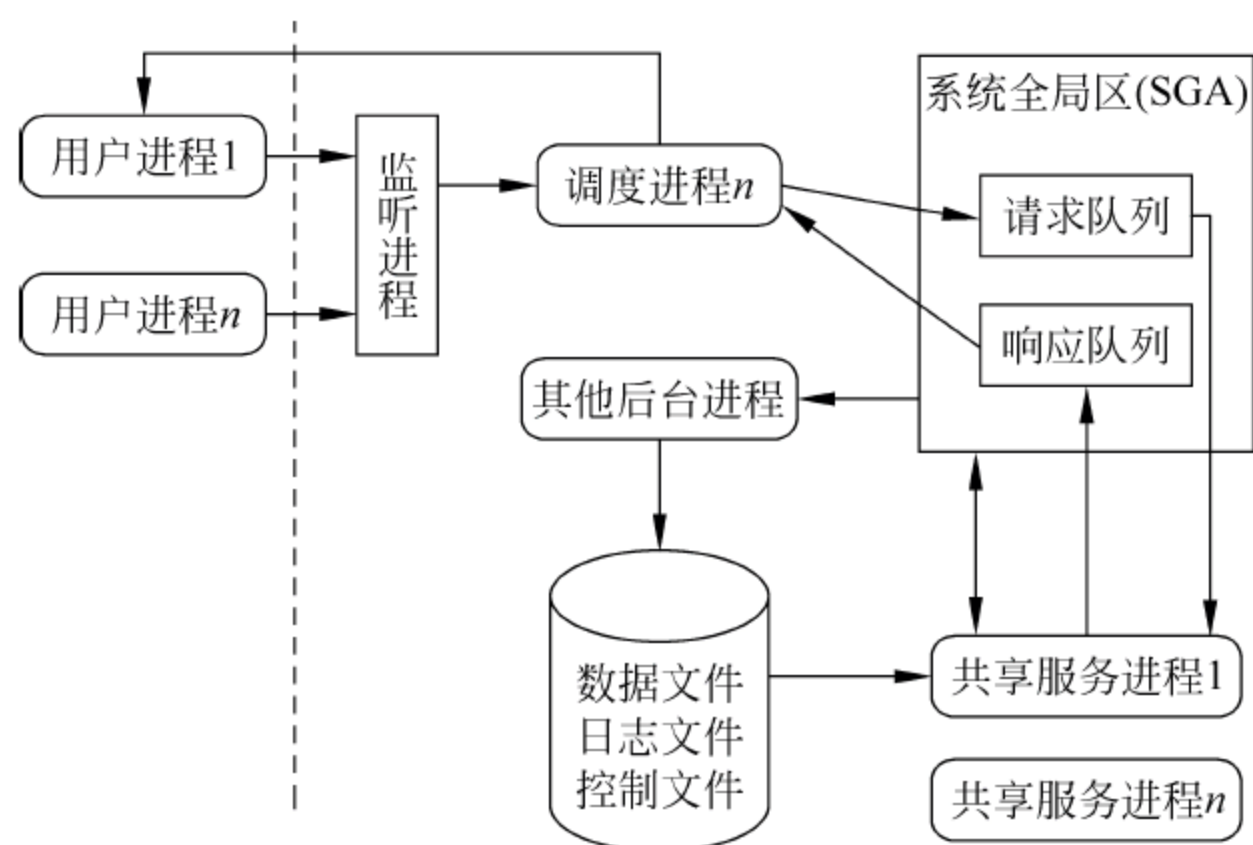 系统全局区(SGA)
用户进程1
监听进程
调度进程n
请求队列
用户进程n
响应队列
其他后台进程
数据文件
日志文件
控制文件
共享服务进程1
共享服务进程n